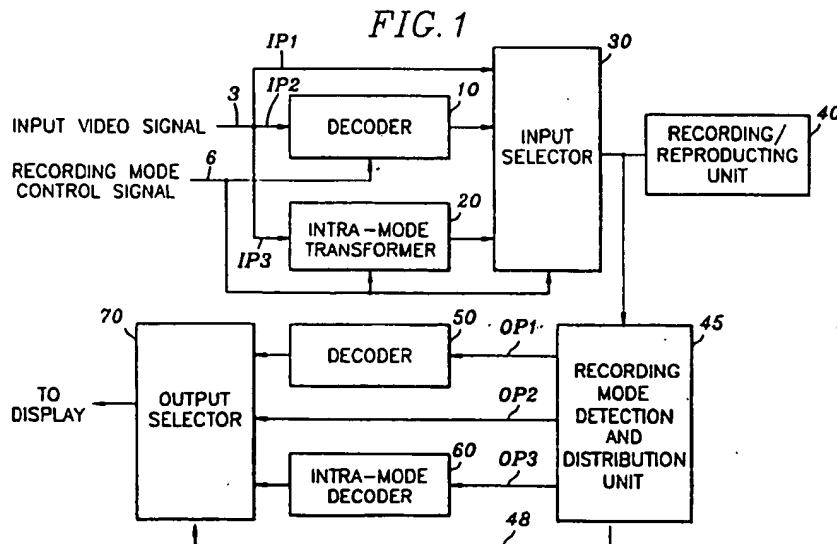 FIG. 1
IP1
3
IP2
INPUT VIDEO SIGNAL
10
DECODER
RECORDING MODE
CONTROL SIGNAL
6
20
INTRA-MODE
TRANSFORMER
IP3
30
INPUT
SELECTOR
40
RECORDING/
REPRODUCTING
UNIT
70
OUTPUT
SELECTOR
TO
DISPLAY
50
DECODER
OP1
OP2
60
INTRA-MODE
DECODER
OP3
45
RECORDING
MODE
DETECTION
AND
DISTRIBUTION
UNIT
48